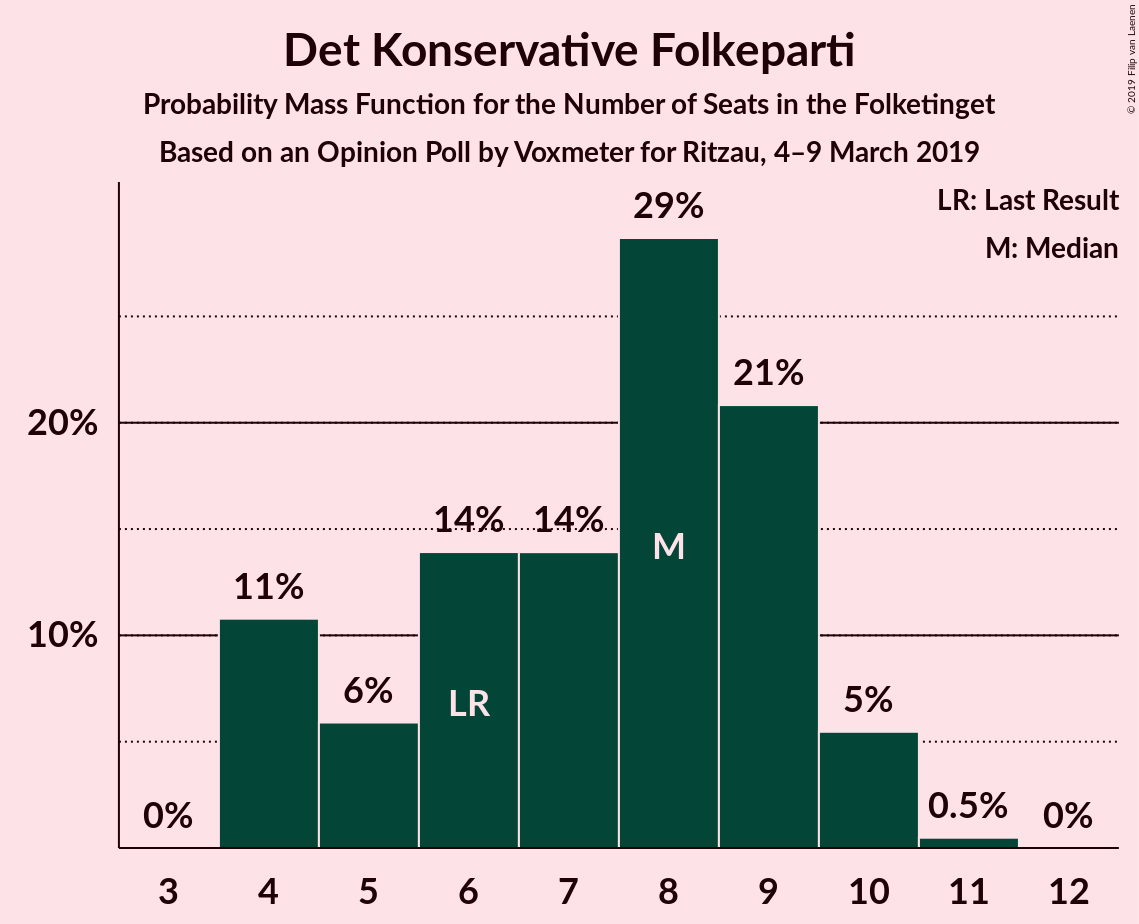 Det Konservative Folkeparti
Probability Mass Function for the Number of Seats in the Folketinget
Based on an Opinion Poll by Voxmeter for Ritzau, 4–9 March 2019
© 2019 Filip van Laenen
LR: Last Result
M: Median
29%
21%
20%
14% 14%
M
11%
10%
6%
LR
5%
0%
0.5%
0%
3 4 5 6 7 8 9 10 11 12